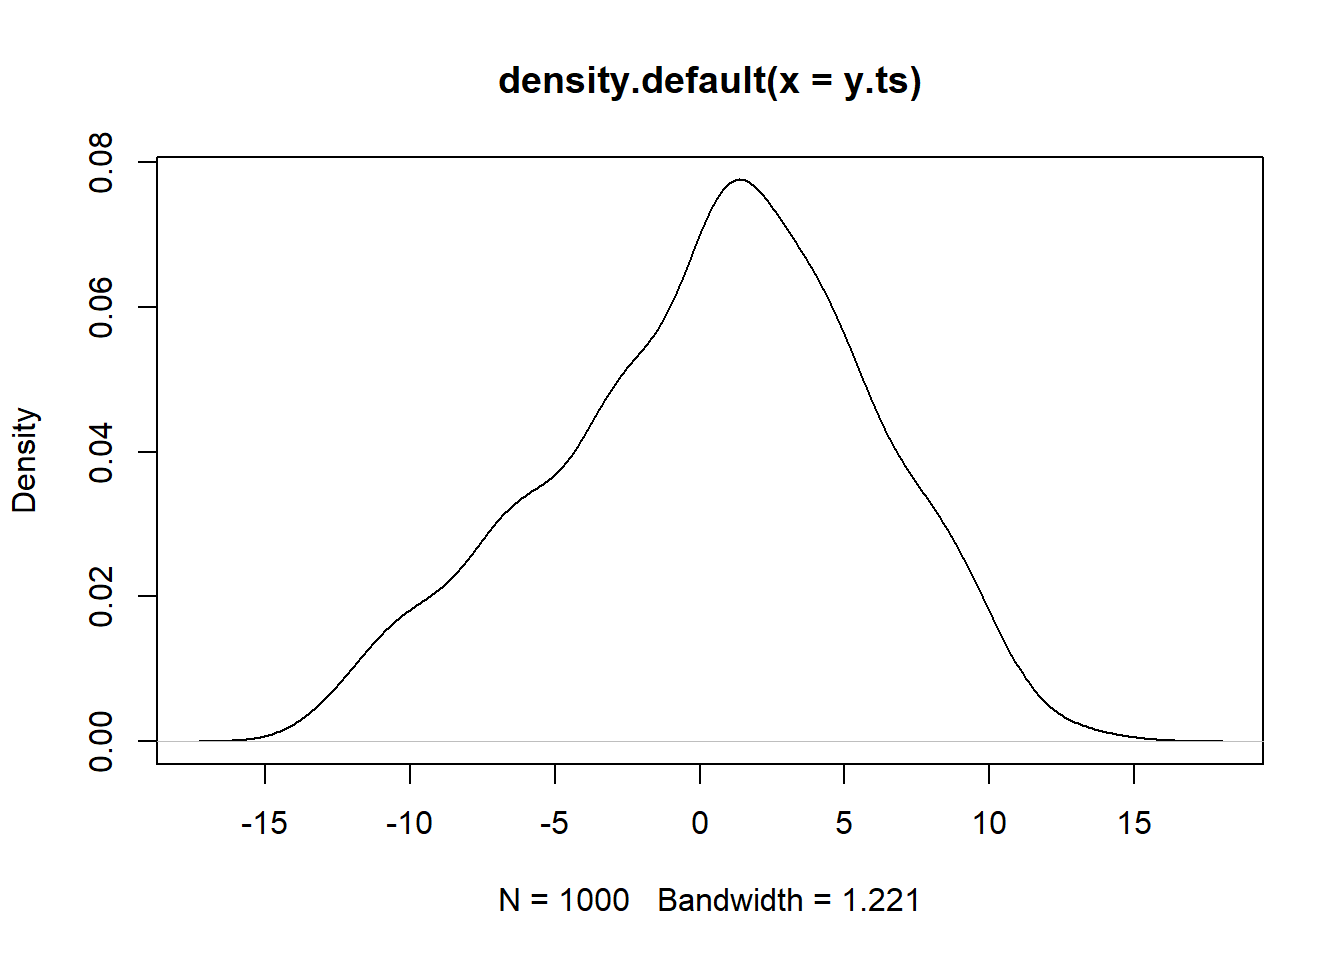 density.default(x = y.ts)
Density
0.08
0.06
0.04
0.02
0.00
-15 -10 -5 0 5 10 15
N = 1000 Bandwidth = 1.221